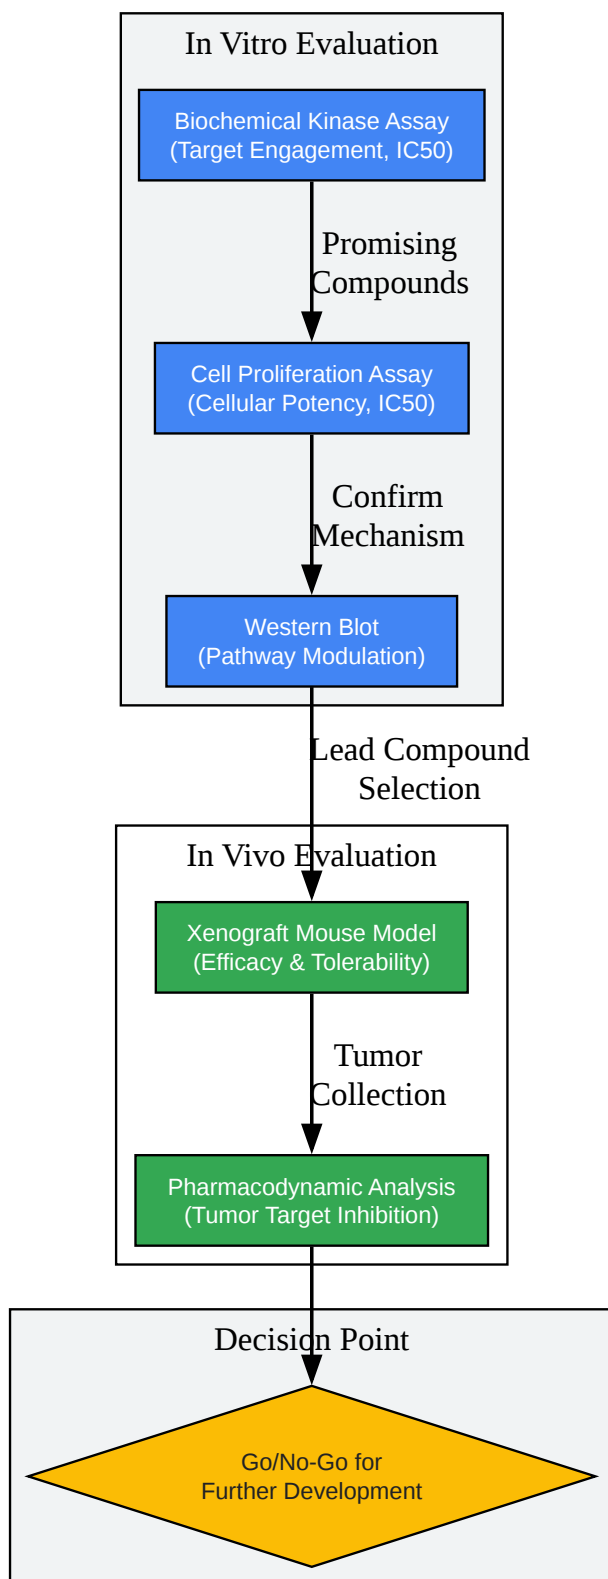 In Vitro Evaluation
Biochemical Kinase Assay
(Target Engagement, IC50)
Promising
Compounds
Cell Proliferation Assay
(Cellular Potency, IC50)
Confirm
Mechanism
Western Blot
(Pathway Modulation)
Lead Compound
Selection
In Vivo Evaluation
Xenograft Mouse Model
(Efficacy & Tolerability)
Tumor
Collection
Pharmacodynamic Analysis
(Tumor Target Inhibition)
Decision Point
Go/No-Go for
Further Development